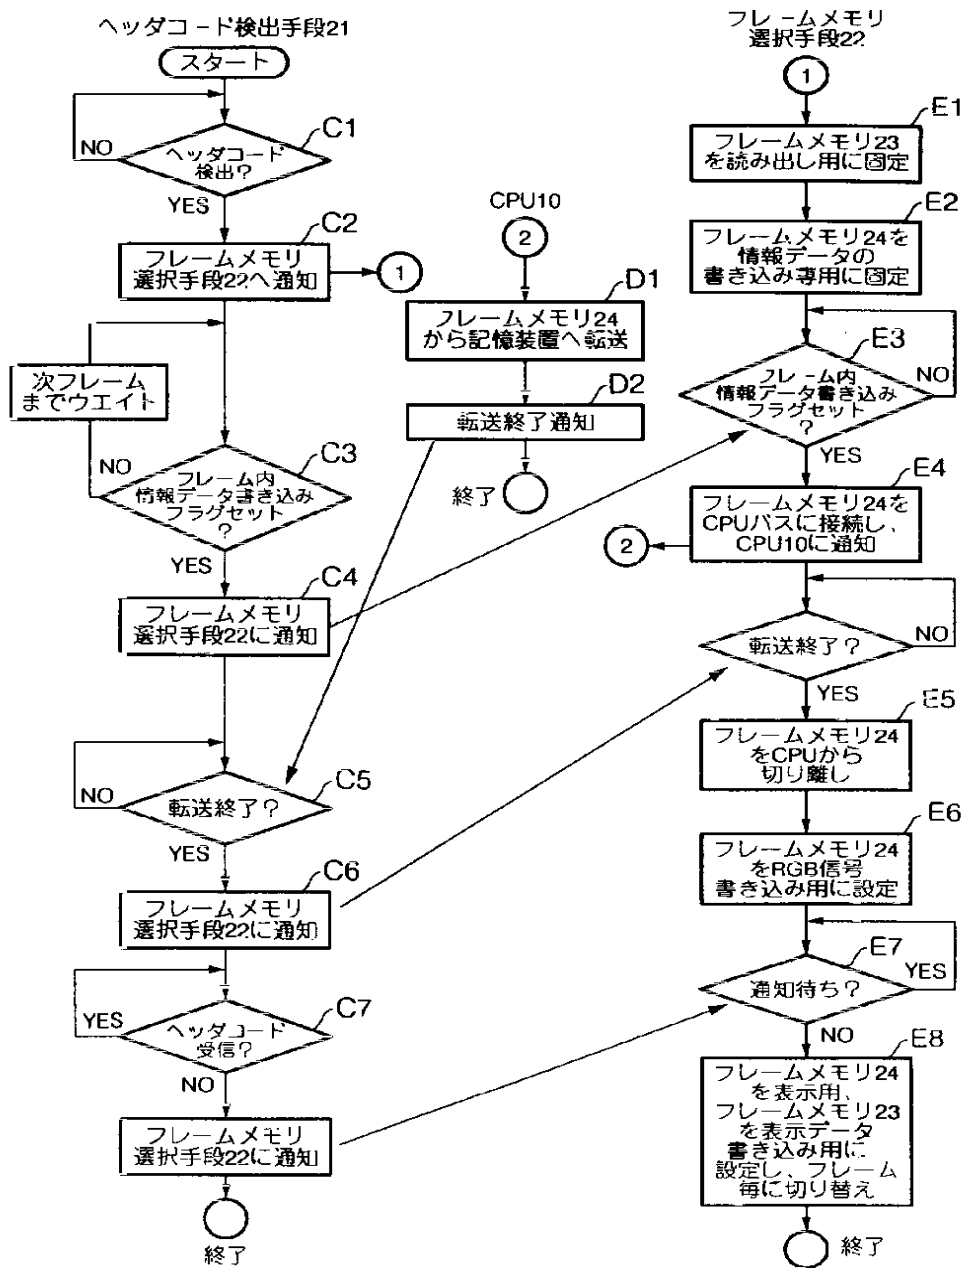 ヘッダコード検出手段21
スタート
NO
C1
ヘッダコード
検出？
YES
C2
フレームメモリ
選択手段22へ通知
1
次フレーム
までウエイト
NO
C3
フレーム内
情報データ書き込み
フラグセット
？
YES
C4
フレームメモリ
選択手段22に通知
NO
C5
転送終了？
YES
C6
フレームメモリ
選択手段22に通知
YES
C7
ヘッダコード
受信？
NO
フレームメモリ
選択手段22に通知
終了
CPU10
2
D1
フレームメモリ24
から記憶装置へ転送
D2
転送終了通知
終了
フレームメモリ
選択手段22
1
E1
フレームメモリ23
を読み出し用に固定
E2
フレームメモリ24を
情報データの
書き込み専用に固定
E3
NO
フレーム内
情報データ書き込み
フラグセット
？
YES
E4
フレームメモリ24を
CPUバスに接続し、
CPU10に通知
2
NO
転送終了？
YES
E5
フレームメモリ24
をCPUから
切り離し
E6
フレームメモリ24
をRGB信号
書き込み用に設定
E7
YES
通知待ち？
NO
E8
フレームメモリ24
を表示用、
フレームメモリ23
を表示データ
書き込み用に
設定し、フレーム
毎に切り替え
終了